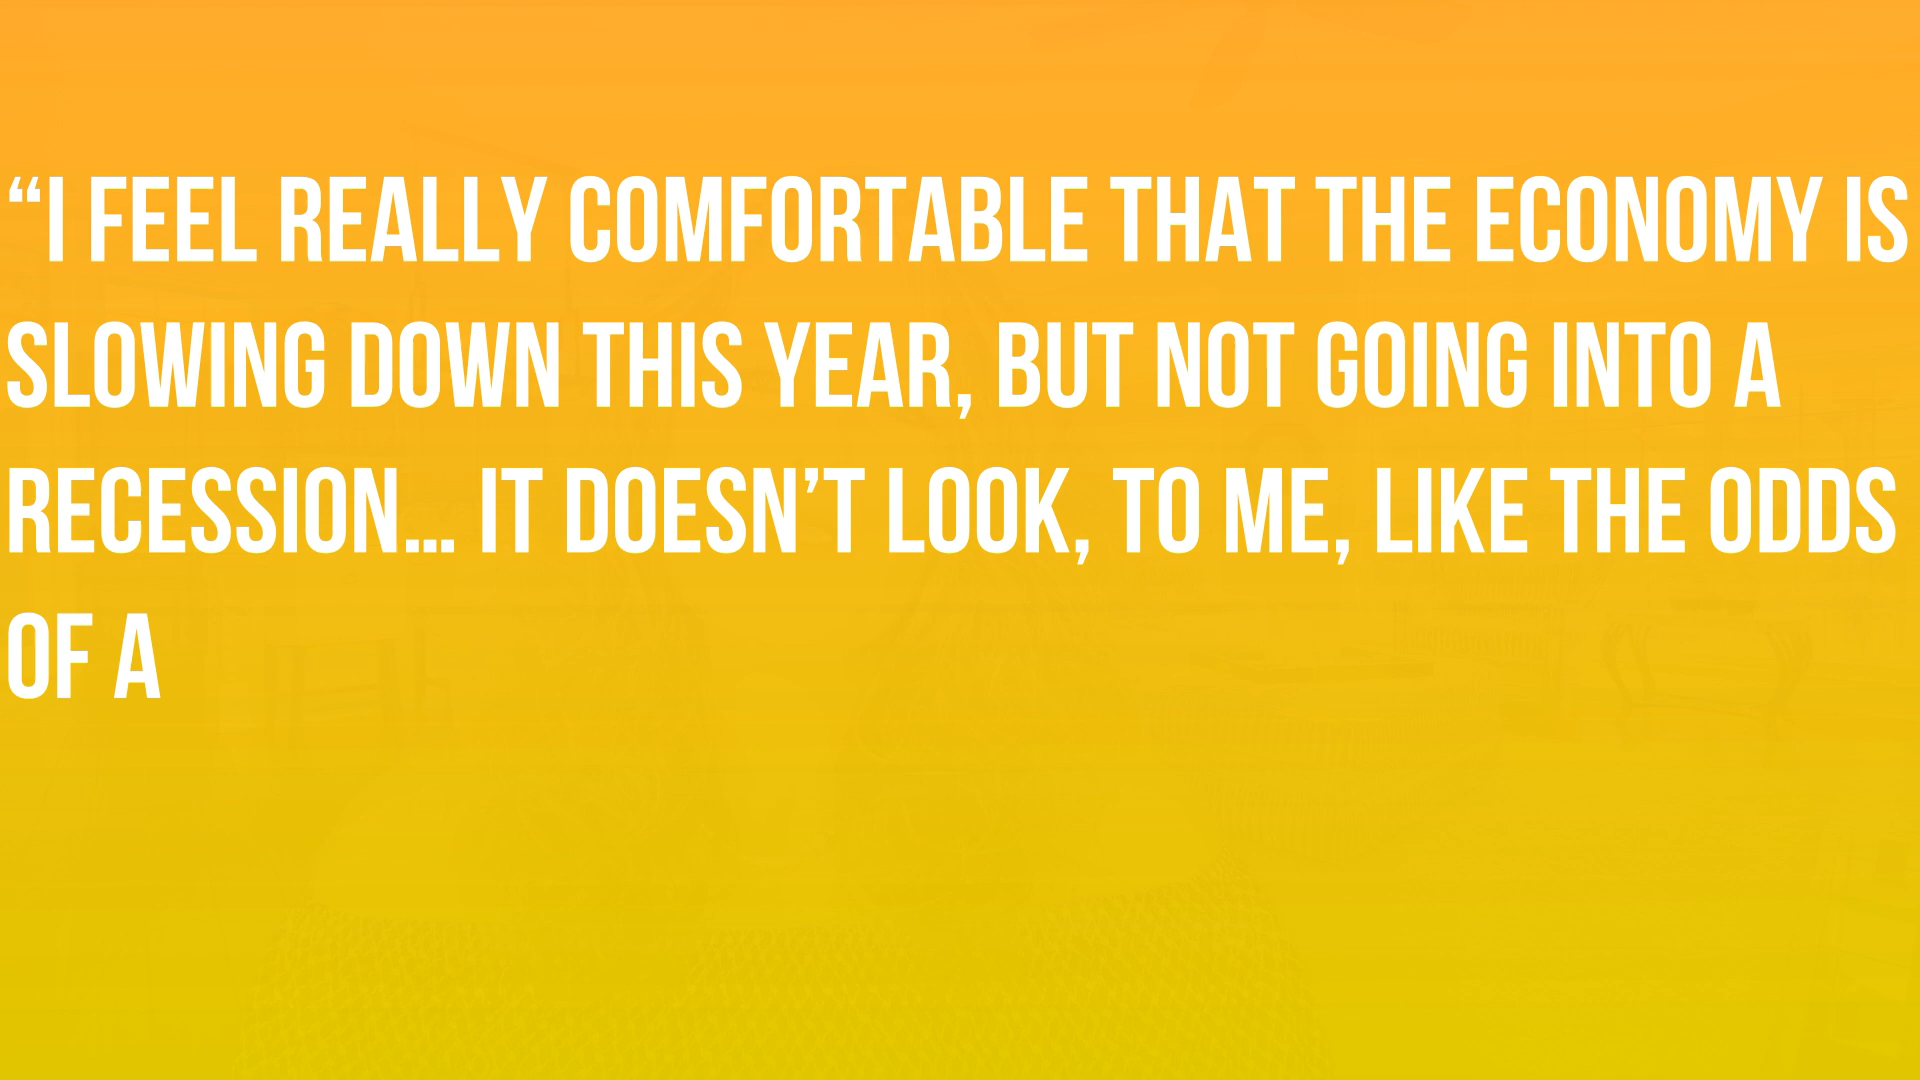 “I FEEL REALLY COMFORTABLE THAT THE ECONOMY IS
SLOWING DOWN THIS YEAR, BUT NOT GOING INTO A
RECESSION... IT DOESN’T LOOK, TO ME, LIKE THE ODDS
OF A